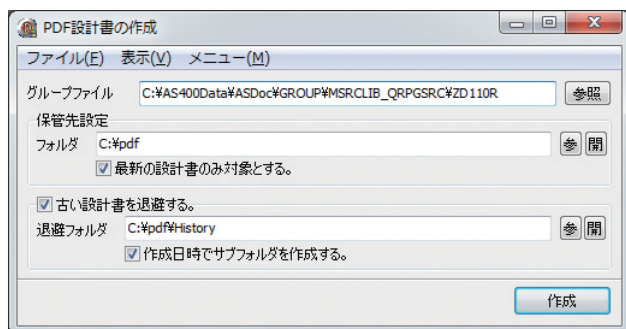 PDF設計書の作成
ファイル(F) 表示(V) メニュー(M)
グループファイル C:¥AS400Data¥ASDoc¥GROUP¥MSRCLIB_QRPGSRC¥ZD110R 参照
保管先設定
フォルダ C:¥pdf 参 開
最新の設計書のみ対象とする。
古い設計書を退避する。
退避フォルダ C:¥pdf¥History 参 開
作成日時でサブフォルダを作成する。
作成